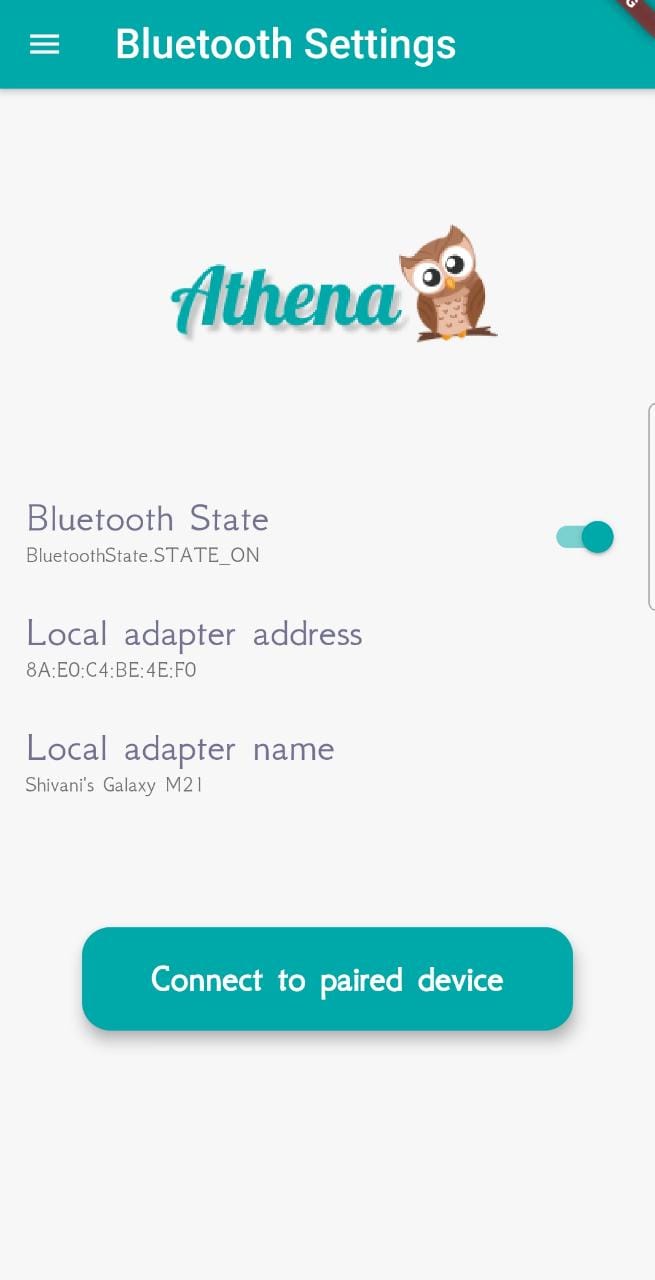 Bluetooth Settings
Athena
Bluetooth State
BluetoothState.STATE_ON
Local adapter address
8A:E0:C4:BE:4E:F0
Local adapter name
Shivani's Galaxy M21
Connect to paired device